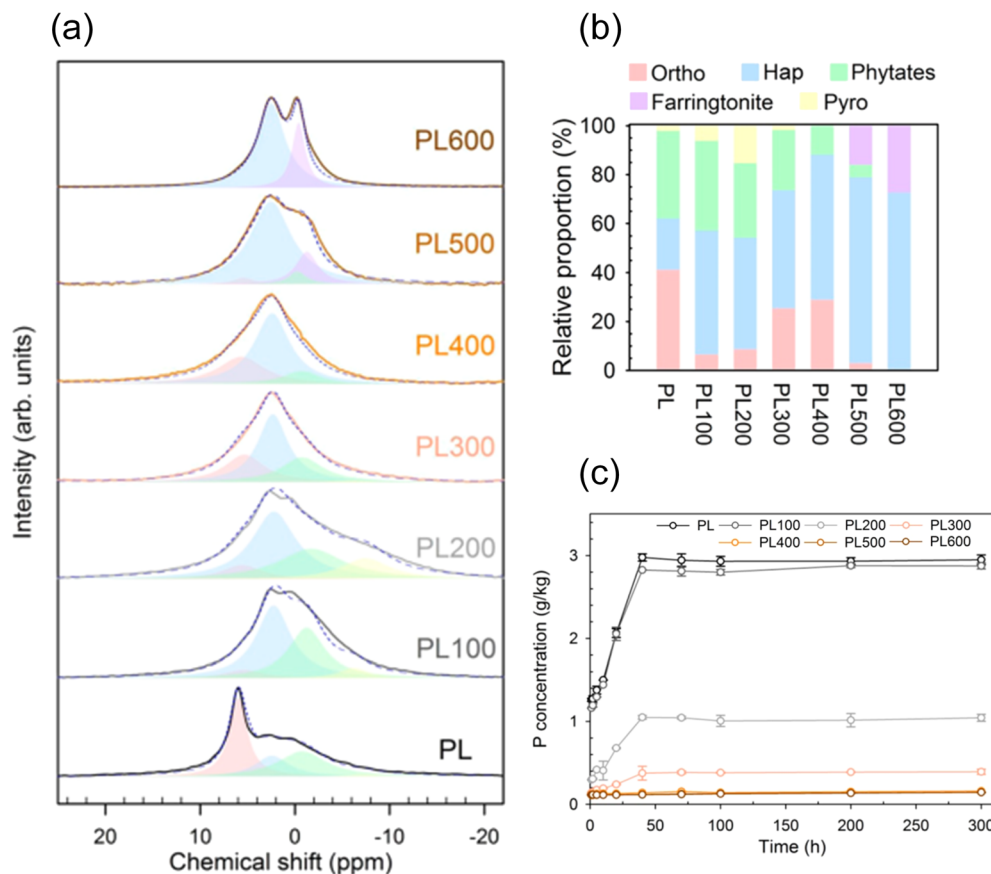 (a)
PL600
PL500
PL400
PL300
PL200
PL100
PL
Intensity (arb. units)
20 10 0 -10 -20
Chemical shift (ppm)
(b)
Ortho Hap Phytates
Farringtonite Pyro
Relative proportion (%)
100
80
60
40
20
0
PL PL100 PL200 PL300 PL400 PL500 PL600
(c)
PL PL100 PL200 PL300
PL400 PL500 PL600
P concentration (g/kg)
3
2
1
0
0 50 100 150 200 250 300
Time (h)